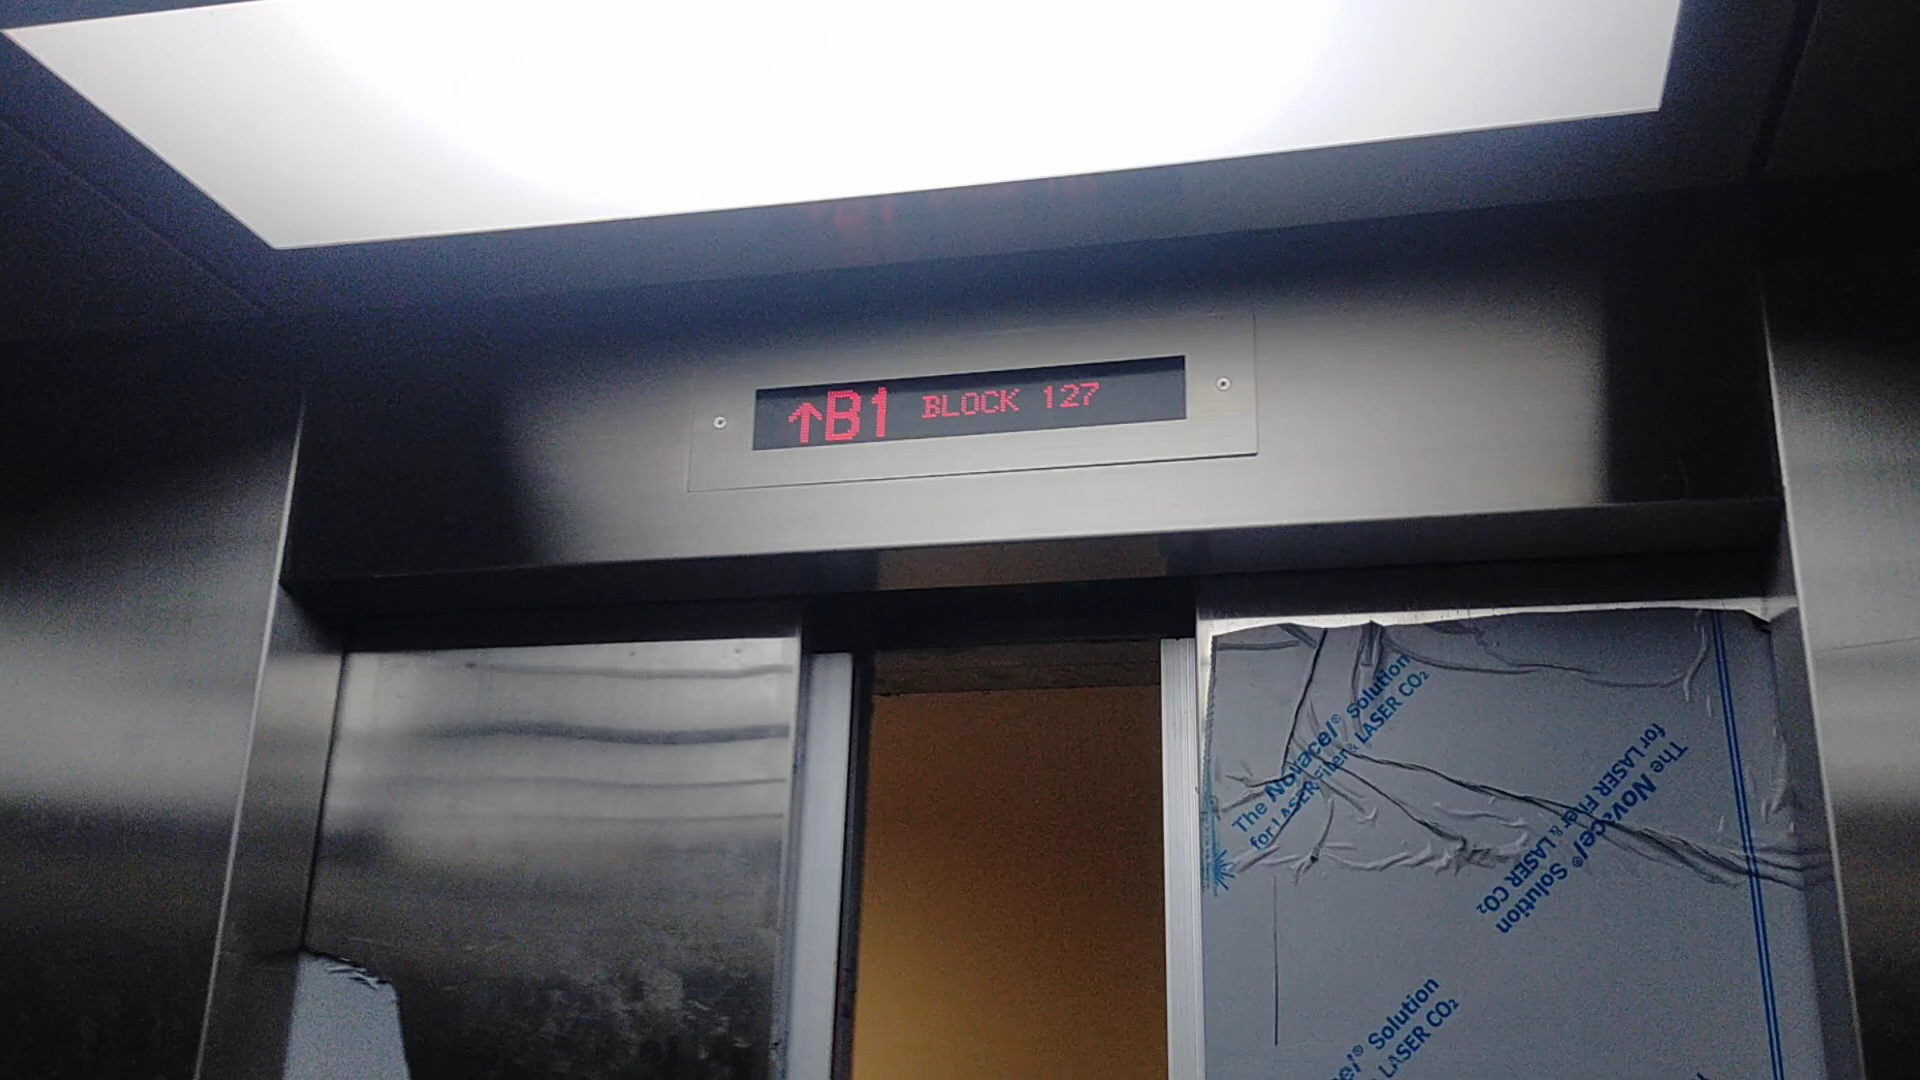 ↑B1 BLOCK 127
The Novacel® Solution
for LASER Fiber & LASER CO₂
The Novacel® Solution
for LASER Fiber & LASER CO₂
el® Solution
LASER CO₂